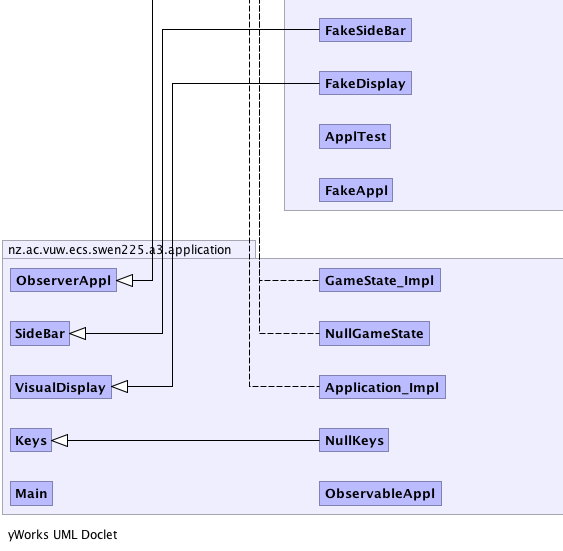 FakeSideBar
FakeDisplay
ApplTest
FakeAppl
nz.ac.vuw.ecs.swen225.a3.application
ObserverAppl
GameState_Impl
SideBar
NullGameState
VisualDisplay
Application_Impl
Keys
NullKeys
Main
ObservableAppl
yWorks UML Doclet